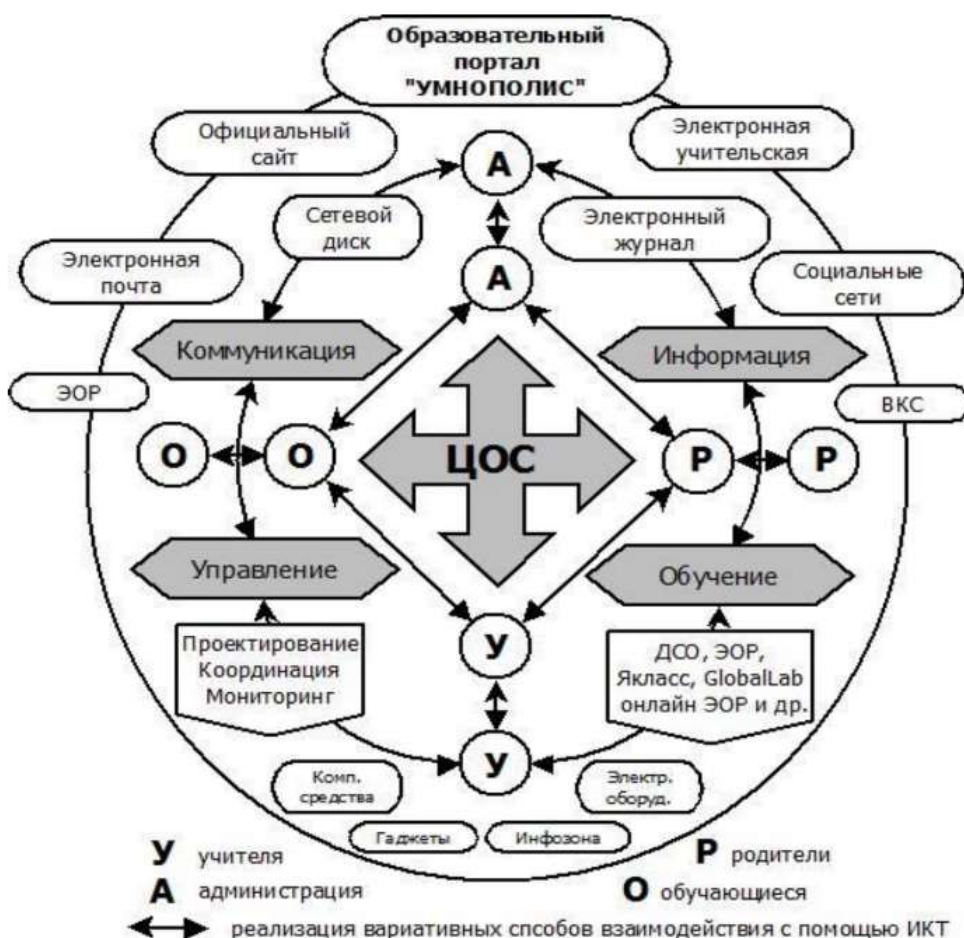 Образовательный
портал
"УМНОПОЛИС"
Официальный
сайт
Электронная
учительская
А
Сетевой
диск
Электронный
журнал
Электронная
почта
А
Социальные
сети
Коммуникация
Информация
ЭОР
ВКС
О
О
ЦОС
Р
Р
Управление
Обучение
Проектирование
Координация
Мониторинг
У
ДСО, ЭОР,
Якласс, GlobalLab
онлайн ЭОР и др.
У
Комп.
средства
Электр.
оборуд.
Гаджеты
Инфозона
У учителя
Р родители
А администрация
О обучающиеся
реализация вариативных спсобов взаимодействия с помощью ИКТ